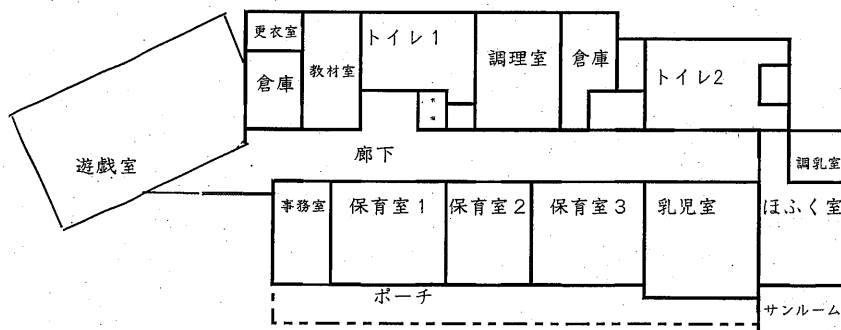 更衣室
トイレ1
調理室
倉庫
トイレ2
倉庫
教材室
遊戯室
廊下
調乳室
事務室
保育室1
保育室2
保育室3
乳児室
ほふく室
ポーチ
サンルーム